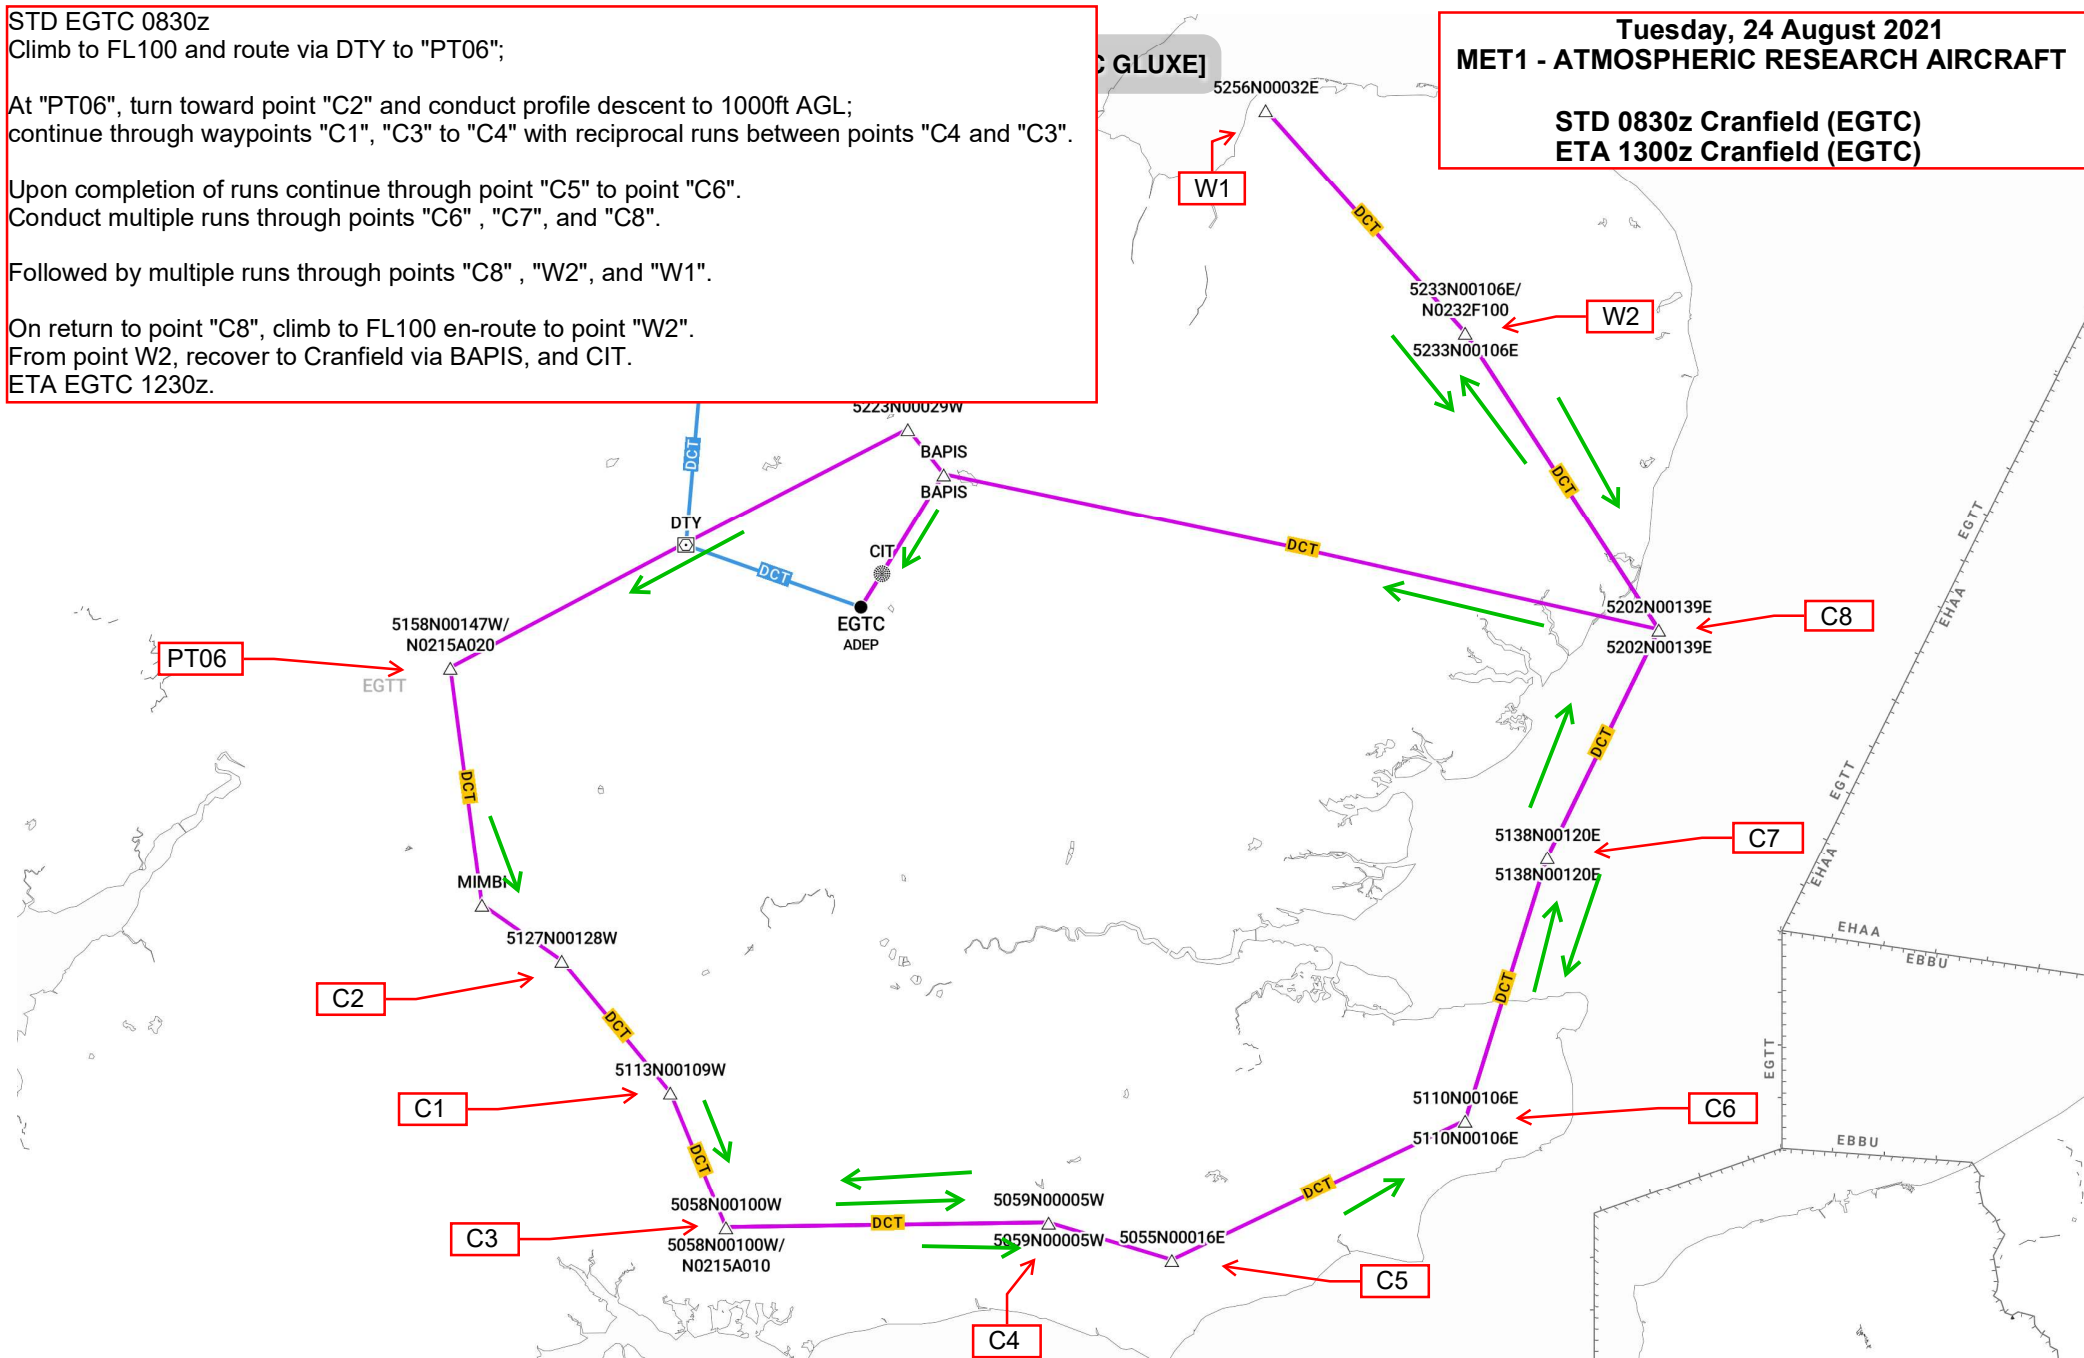 STD EGTC 0830z
Climb to FL100 and route via DTY to "PT06";
At "PT06", turn toward point "C2" and conduct profile descent to 1000ft AGL;
continue through waypoints "C1", "C3" to "C4" with reciprocal runs between points "C4 and "C3".
Upon completion of runs continue through point "C5" to point "C6".
Conduct multiple runs through points "C6" , "C7", and "C8".
Followed by multiple runs through points "C8" , "W2", and "W1".
On return to point "C8", climb to FL100 en-route to point "W2".
From point W2, recover to Cranfield via BAPIS, and CIT.
ETA EGTC 1230z.
Tuesday, 24 August 2021
MET1 - ATMOSPHERIC RESEARCH AIRCRAFT
STD 0830z Cranfield (EGTC)
ETA 1300z Cranfield (EGTC)
GLUXE]
5256N00032E
W1
DCT
5233N00106E/
N0232F100
W2
5233N00106E
5223N00029W
BAPIS
DCT
BAPIS
DCT
DTY
DCT
CIT
DCT
DCT
EGTT
EHAA
5202N00139E
C8
5202N00139E
EGTC
ADEP
5158N00147W/
N0215A020
PT06
EGTT
DCT
DCT
EGTT
EHAA
5138N00120E
C7
5138N00120E
MIMBI
5127N00128W
C2
DCT
DCT
EHAA
EBBU
EGTT
5113N00109W
C1
5110N00106E
C6
5110N00106E
EBBU
DCT
DCT
5058N00100W
5059N00005W
C3
DCT
5058N00100W/
N0215A010
5059N00005W
5055N00016E
C5
C4